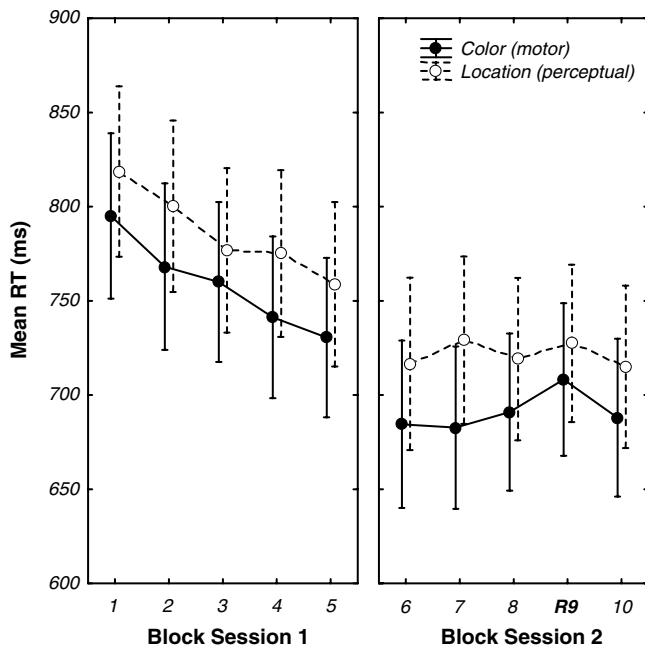 900
850
800
750
700
650
600
Mean RT (ms)
Color (motor)
Location (perceptual)
1 2 3 4 5
6 7 8 R9 10
Block Session 1
Block Session 2